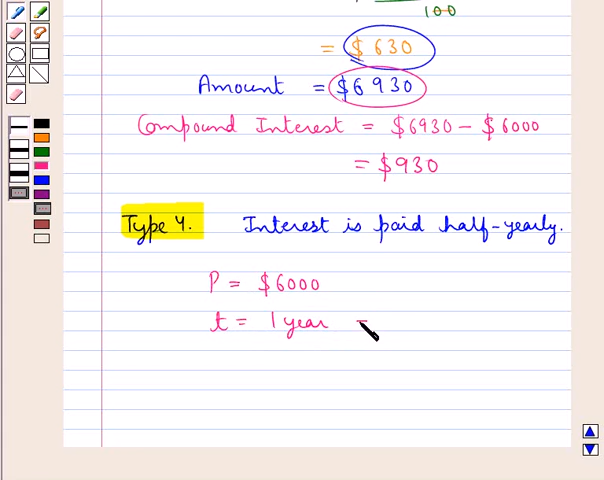 100
= $ 630
Amount = $6930
Compound Interest = $6930 - $6000
= $930
Type 4. Interest is paid half-yearly.
P = $6000
t = 1 year =